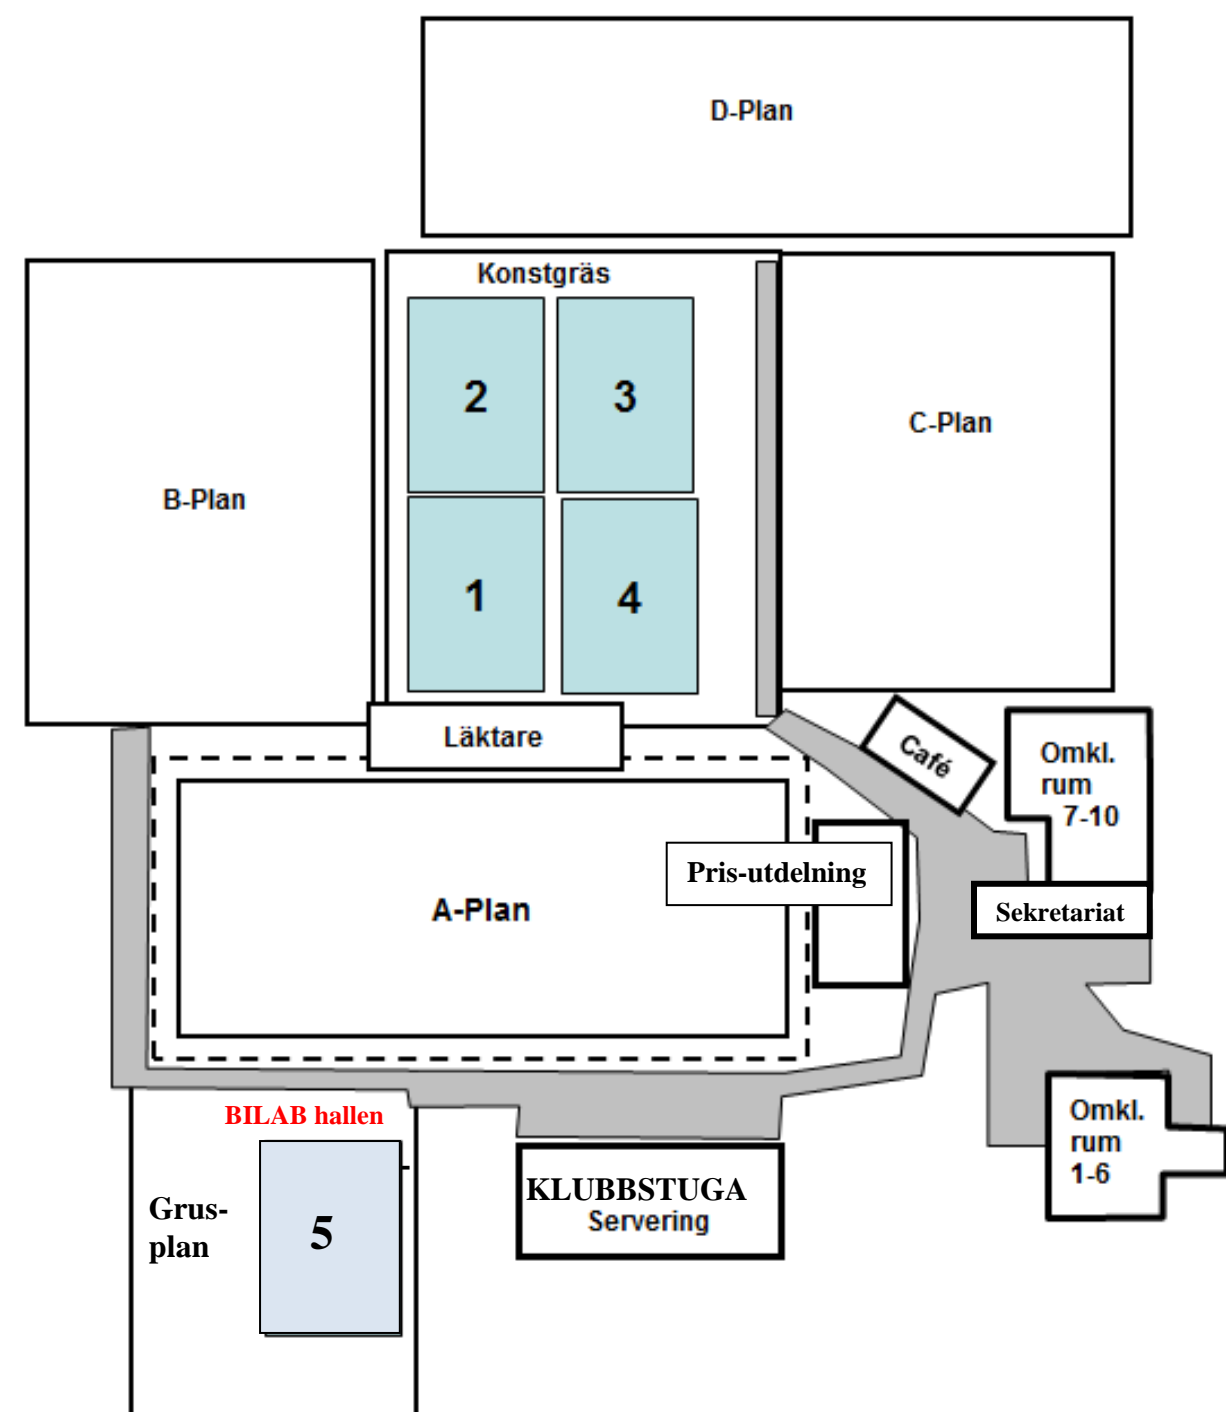 D-Plan
Konstgräs
2
3
C-Plan
B-Plan
1
4
Läktare
Café
Omkl.
rum
7-10
Pris-utdelning
A-Plan
Sekretariat
BILAB hallen
Omkl.
rum
1-6
Grus-
plan
5
KLUBBSTUGA
Servering